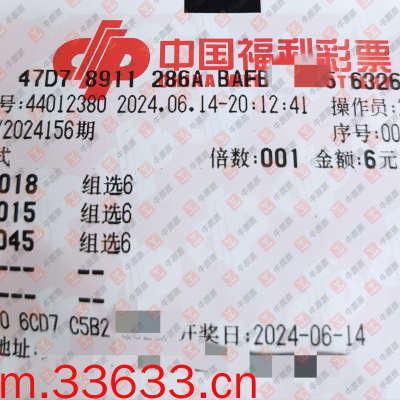 中国福利彩票
47D7 8911 286A BAFB 5 6326
号:44012380 2024.06.14-20:12:41 操作员:
/2024156期 序号:00
式 倍数:001 金额:6元
018 组选6
015 组选6
045 组选6
--- --
--- --
0 6CD7 C5B2 开奖日:2024-06-14
地址:
m.33633.cn